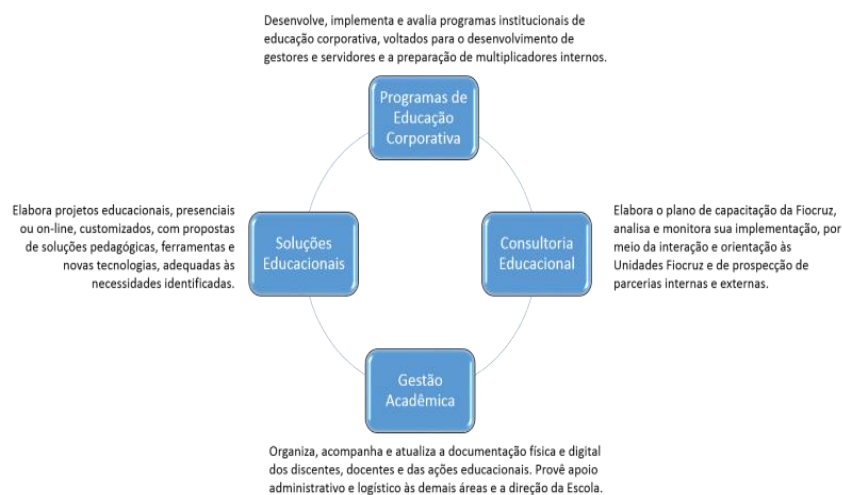 Desenvolve, implementa e avalia programas institucionais de
educação corporativa, voltados para o desenvolvimento de
gestores e servidores e a preparação de multiplicadores internos.
Programas de
Educação
Corporativa
Elabora projetos educacionais, presenciais
ou on-line, customizados, com propostas
de soluções pedagógicas, ferramentas e
novas tecnologias, adequadas às
necessidades identificadas.
Soluções
Educacionais
Consultoria
Educacional
Elabora o plano de capacitação da Fiocruz,
analisa e monitora sua implementação, por
meio da interação e orientação às
Unidades Fiocruz e de prospecção de
parcerias internas e externas.
Gestão
Acadêmica
Organiza, acompanha e atualiza a documentação física e digital
dos discentes, docentes e das ações educacionais. Provê apoio
administrativo e logístico às demais áreas e a direção da Escola.